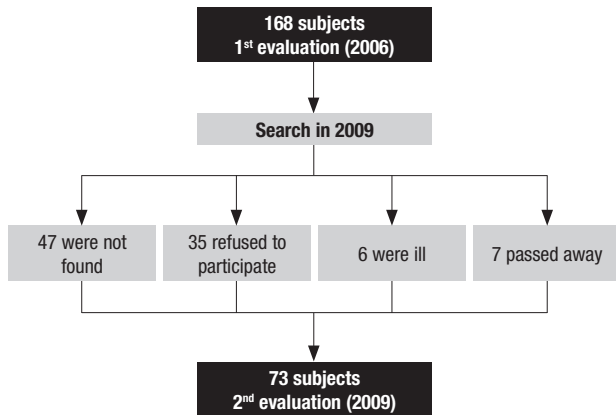 168 subjects
1st evaluation (2006)
Search in 2009
47 were not
found
35 refused to
participate
6 were ill
7 passed away
73 subjects
2nd evaluation (2009)